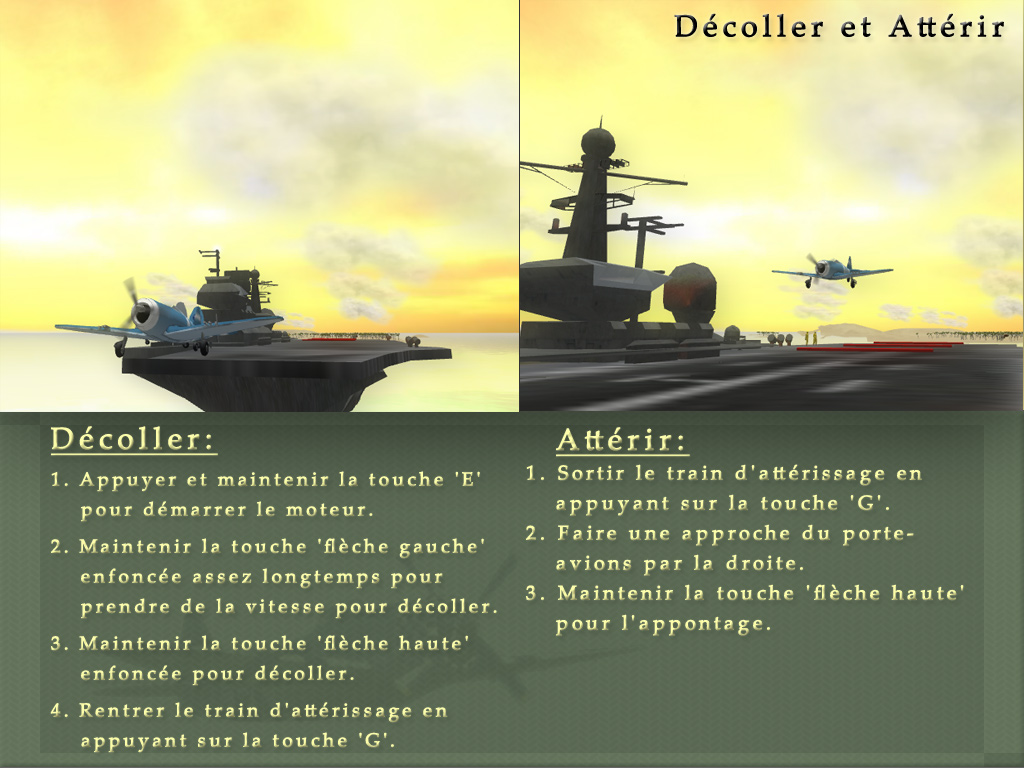 Décoller et Attérir
Décoller:
1. Appuyer et maintenir la touche 'E'
pour démarrer le moteur.
2. Maintenir la touche 'flèche gauche'
enfoncée assez longtemps pour
prendre de la vitesse pour décoller.
3. Maintenir la touche 'flèche haute'
enfoncée pour décoller.
4. Rentrer le train d'attérissage en
appuyant sur la touche 'G'.
Attérir:
1. Sortir le train d'attérissage en
appuyant sur la touche 'G'.
2. Faire une approche du porte-
avions par la droite.
3. Maintenir la touche 'flèche haute'
pour l'appontage.